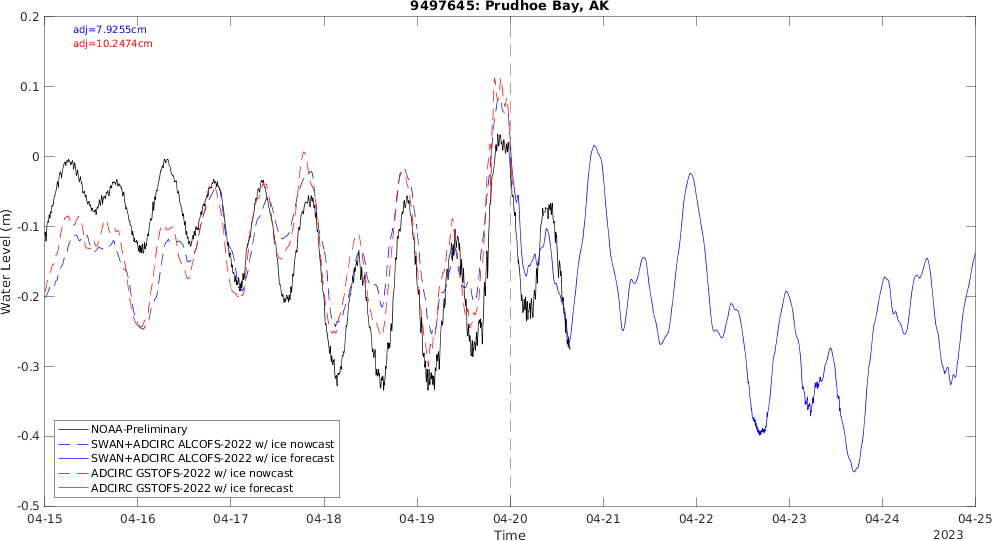 9497645: Prudhoe Bay, AK
adj=7.9255cm
adj=10.2474cm
0.2
0.1
0
-0.1
-0.2
-0.3
-0.4
-0.5
Water Level (m)
NOAA-Preliminary
SWAN+ADCIRC ALCOFS-2022 w/ ice nowcast
SWAN+ADCIRC ALCOFS-2022 w/ ice forecast
ADCIRC GSTOFS-2022 w/ ice nowcast
ADCIRC GSTOFS-2022 w/ ice forecast
04-15 04-16 04-17 04-18 04-19 04-20 04-21 04-22 04-23 04-24 04-25
Time
2023